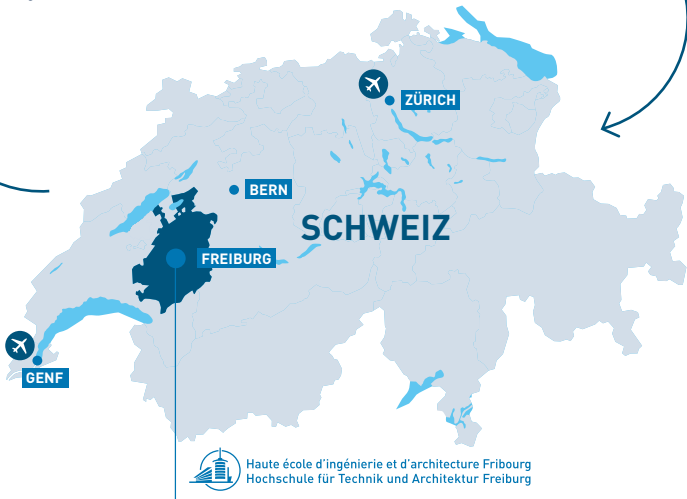 ZÜRICH
BERN
SCHWEIZ
FREIBURG
GENF
Haute école d'ingénierie et d'architecture Fribourg
Hochschule für Technik und Architektur Freiburg